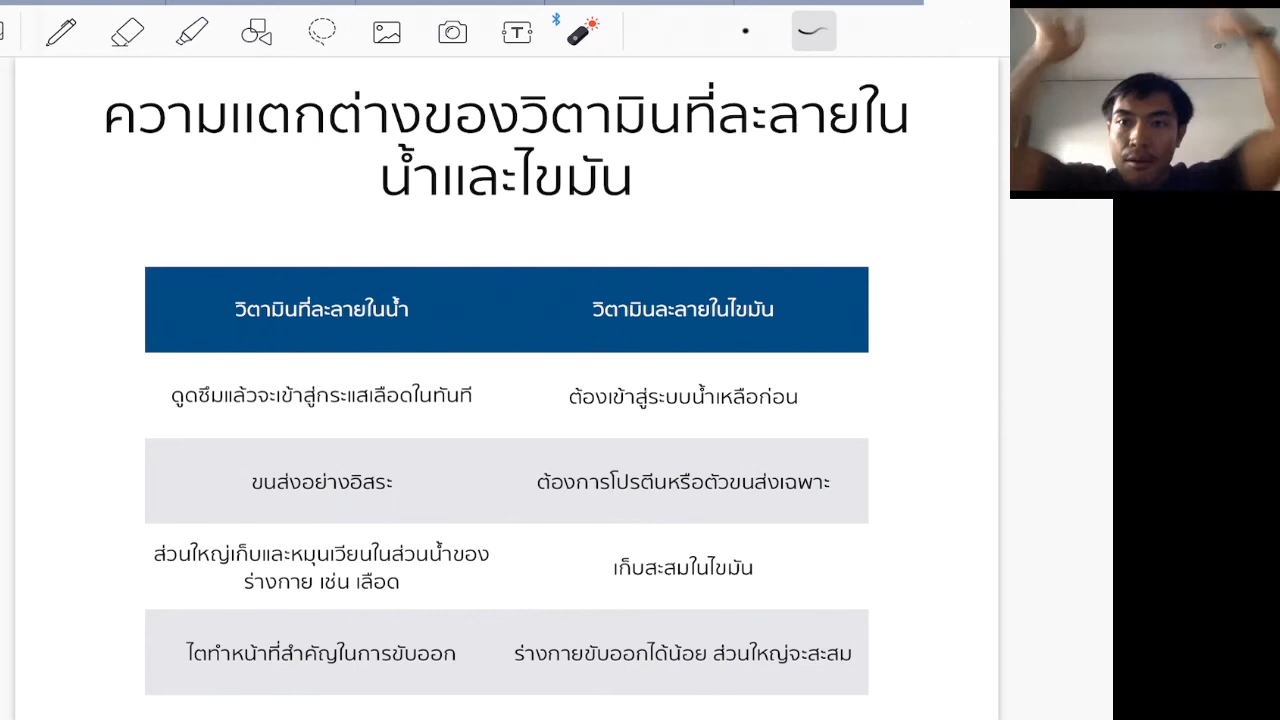 ความแตกต่างของวิตามินที่ละลายใน
น้ำและไขมัน
วิตามินที่ละลายในน้ำ
วิตามินละลายในไขมัน
ดูดซึมแล้วจะเข้าสู่กระแสเลือดในทันที
ต้องเข้าสู่ระบบน้ำเหลือก่อน
ขนส่งอย่างอิสระ
ต้องการโปรตีนหรือตัวขนส่งเฉพาะ
ส่วนใหญ่เก็บและหมุนเวียนในส่วนน้ำของ
ร่างกาย เช่น เลือด
เก็บสะสมในไขมัน
ไตทำหน้าที่สำคัญในการขับออก
ร่างกายขับออกได้น้อย ส่วนใหญ่จะสะสม